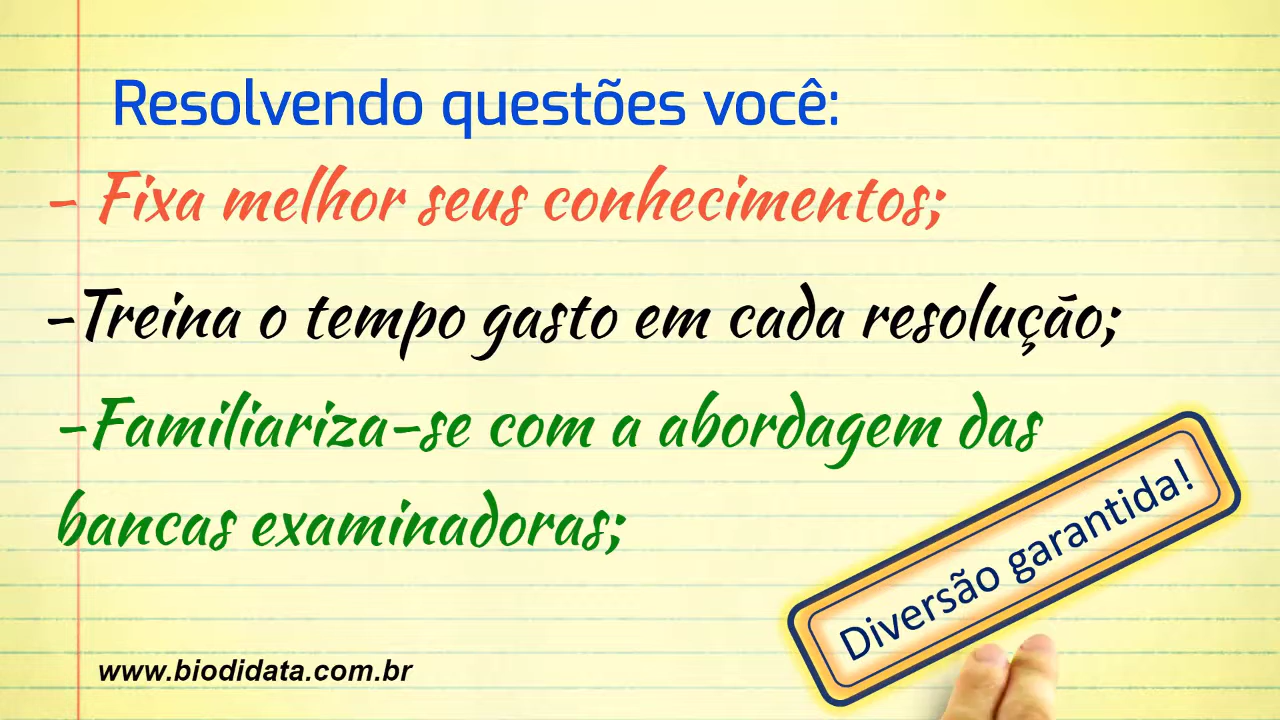 Resolvendo questões você:
- Fixa melhor seus conhecimentos;
-Treina o tempo gasto em cada resolução;
-Familiariza-se com a abordagem das
bancas examinadoras;
Diversão garantida!
www.biodidata.com.br